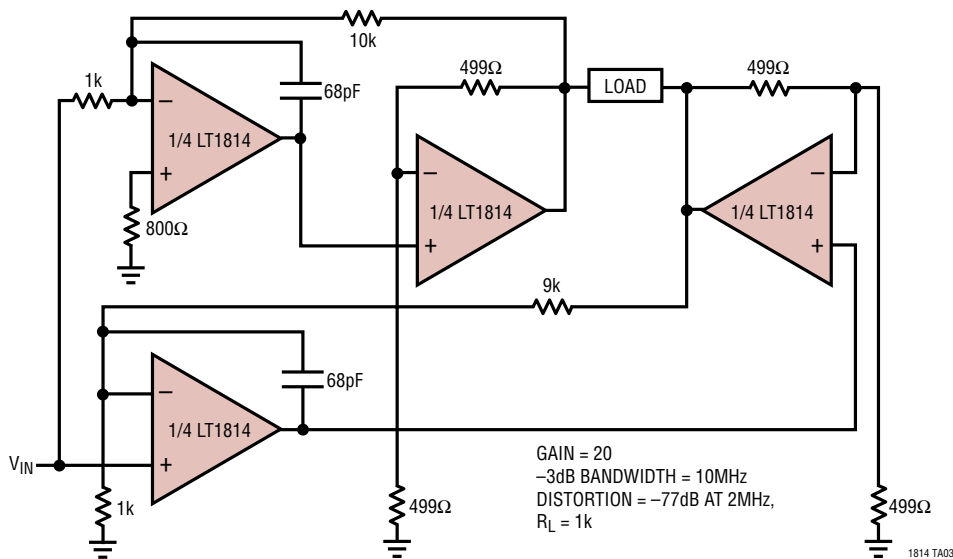 10k
1k
68pF
499Ω
LOAD
499Ω
−
1/4 LT1814
+
−
1/4 LT1814
+
−
1/4 LT1814
+
800Ω
9k
68pF
−
1/4 LT1814
+
VIN
1k
499Ω
GAIN = 20
–3dB BANDWIDTH = 10MHz
DISTORTION = –77dB AT 2MHz,
RL = 1k
499Ω
1814 TA03